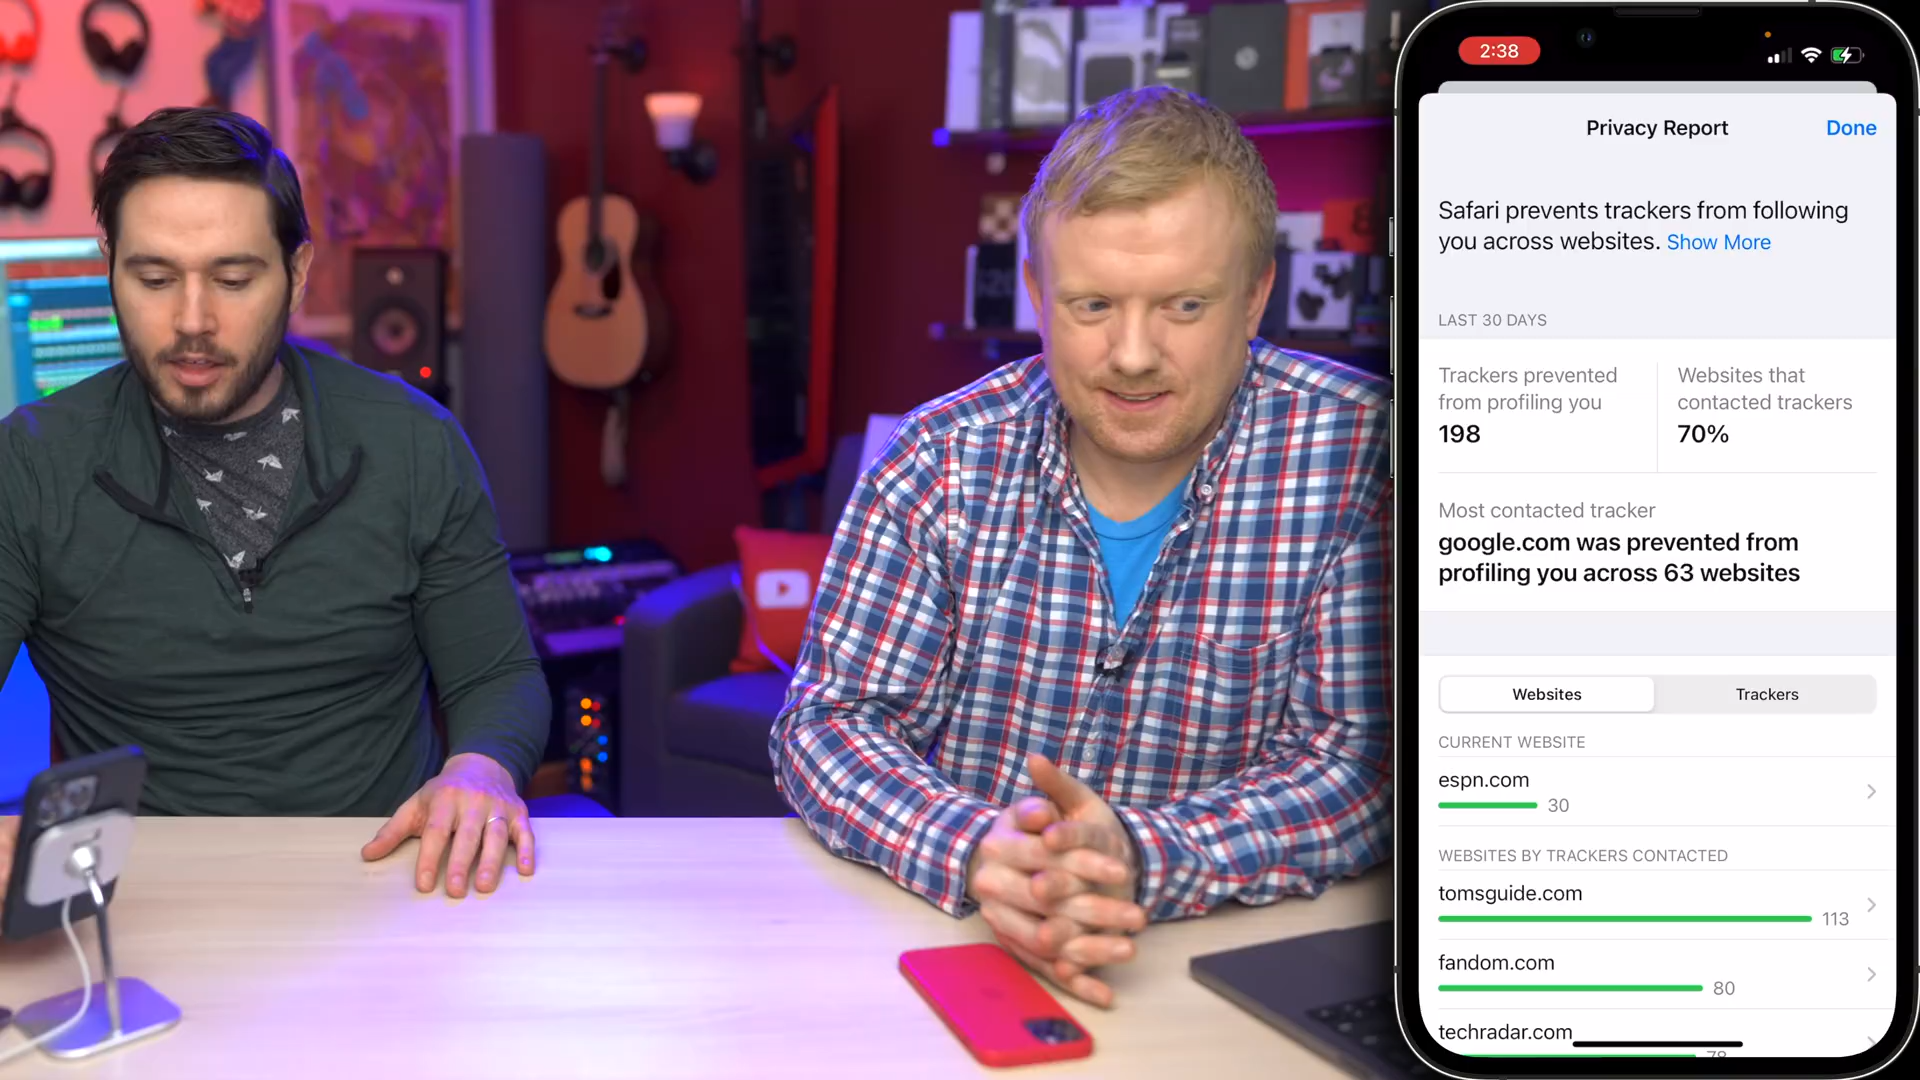 2:38
Privacy Report
Done
Safari prevents trackers from following
you across websites. Show More
LAST 30 DAYS
Trackers prevented
from profiling you
198
Websites that
contacted trackers
70%
Most contacted tracker
google.com was prevented from
profiling you across 63 websites
Websites
Trackers
CURRENT WEBSITE
espn.com
30
WEBSITES BY TRACKERS CONTACTED
tomsguide.com
113
fandom.com
80
techradar.com
78